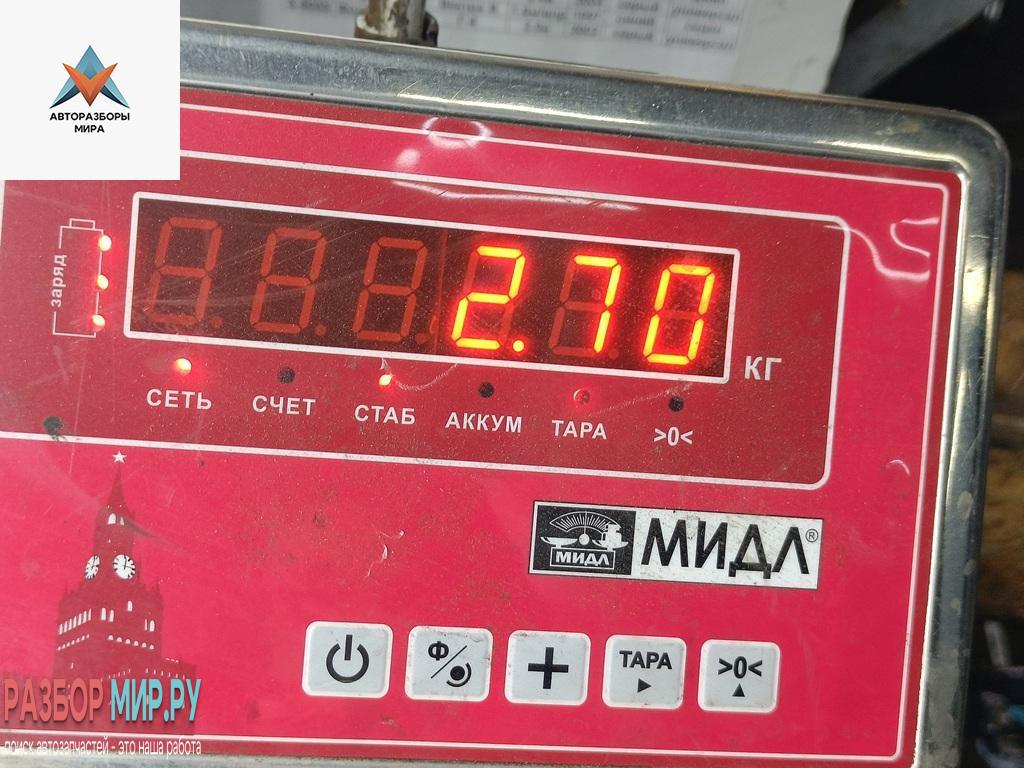 АВТОРАЗБОРЫ
МИРА
заряд
2.70
КГ
СЕТЬ СЧЕТ СТАБ АККУМ ТАРА >0<
МИДЛ МИДЛ®
Ф ТАРА >0<
РАЗБОР МИР.РУ
поиск автозапчастей - это наша работа